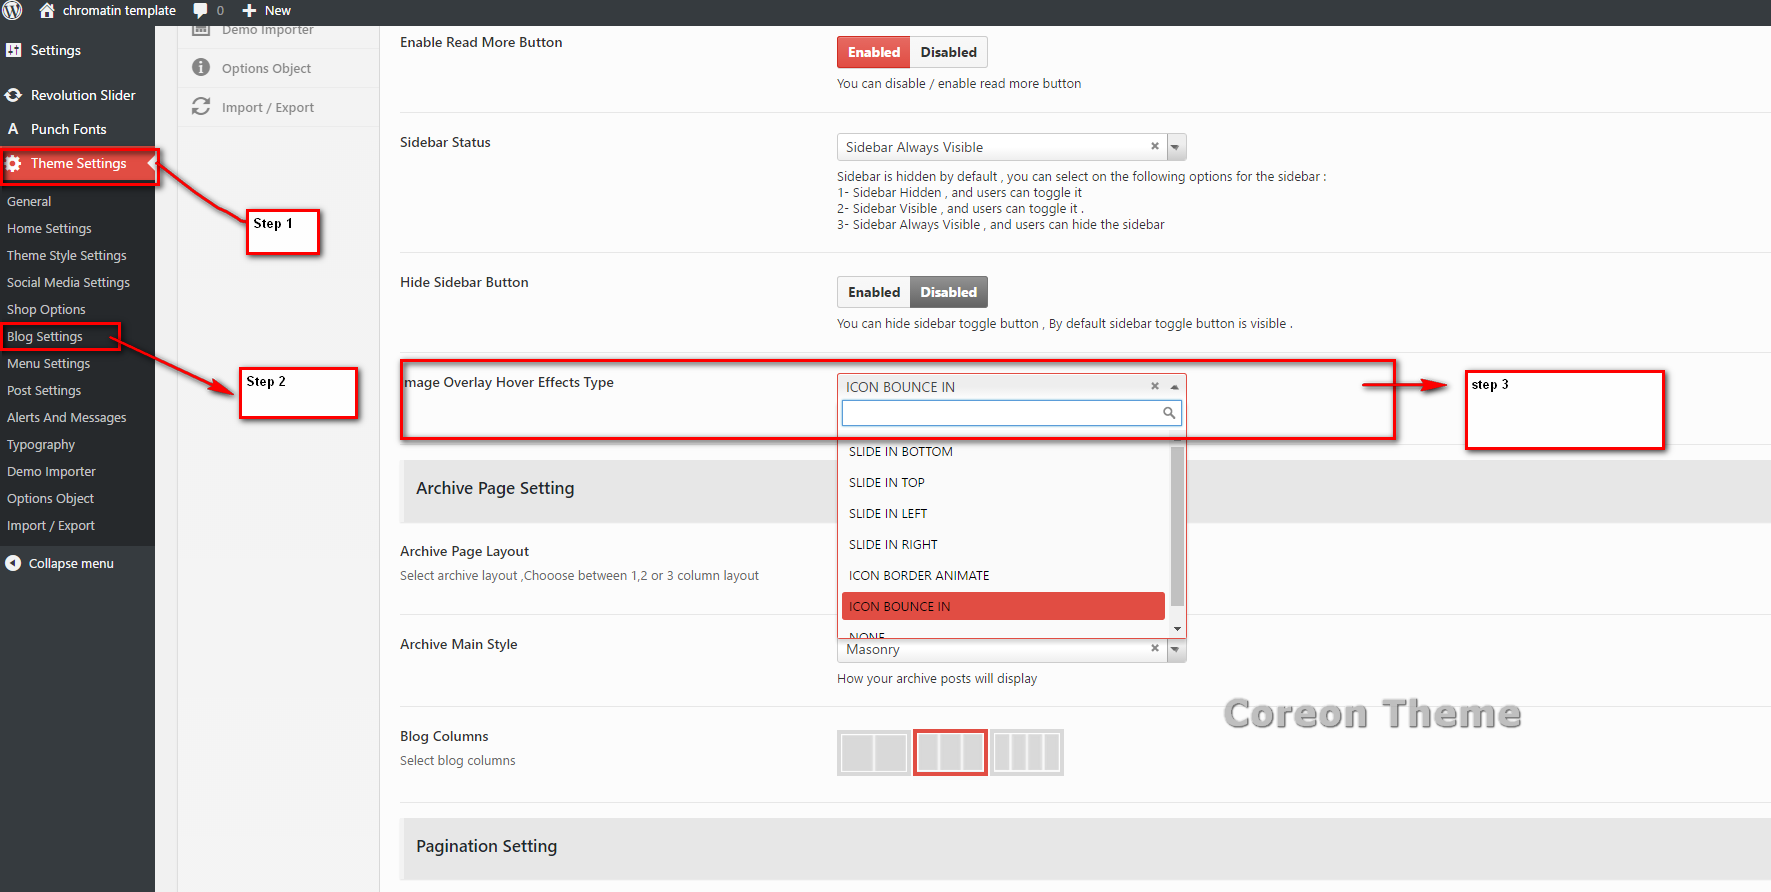 chromatin template 0 New
Settings
Revolution Slider
Punch Fonts
Theme Settings
General
Home Settings
Theme Style Settings
Social Media Settings
Shop Options
Blog Settings
Menu Settings
Post Settings
Alerts And Messages
Typography
Demo Importer
Options Object
Import / Export
Collapse menu
Demo Importer
Options Object
Import / Export
Step 1
Step 2
Enable Read More Button
Enabled Disabled
You can disable / enable read more button
Sidebar Status
Sidebar Always Visible
Sidebar is hidden by default , you can select on the following options for the sidebar :
1- Sidebar Hidden , and users can toggle it
2- Sidebar Visible , and users can toggle it .
3- Sidebar Always Visible , and users can hide the sidebar
Hide Sidebar Button
Enabled Disabled
You can hide sidebar toggle button , By default sidebar toggle button is visible .
mage Overlay Hover Effects Type
ICON BOUNCE IN
step 3
SLIDE IN BOTTOM
SLIDE IN TOP
SLIDE IN LEFT
SLIDE IN RIGHT
ICON BORDER ANIMATE
ICON BOUNCE IN
NONE
Archive Page Setting
Archive Page Layout
Select archive layout ,Chooose between 1,2 or 3 column layout
Archive Main Style
Masonry
How your archive posts will display
Coreon Theme
Blog Columns
Select blog columns
Pagination Setting